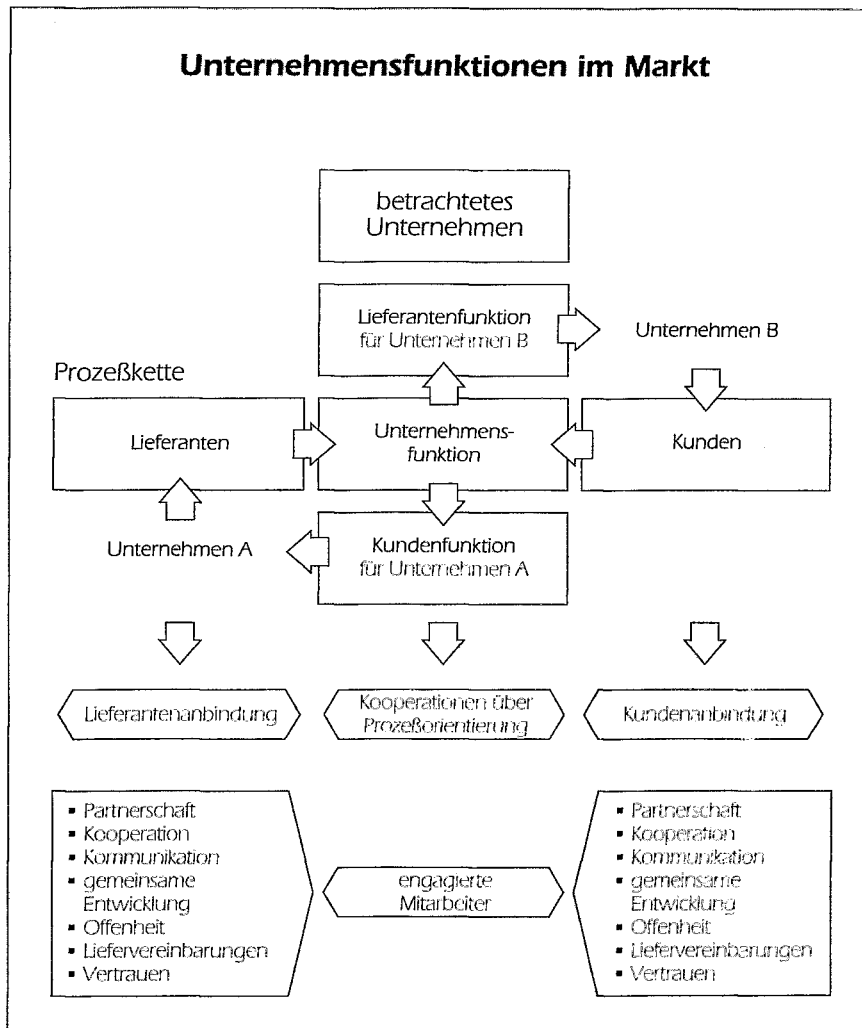 Unternehmensfunktionen im Markt
betrachtetes
Unternehmen
Lieferantenfunktion
für Unternehmen B
Unternehmen B
Prozeßkette
Lieferanten
Unternehmens-
funktion
Kunden
Unternehmen A
Kundenfunktion
für Unternehmen A
Lieferantenanbindung
Kooperationen über
Prozeßorientierung
Kundenanbindung
▪ Partnerschaft
▪ Kooperation
▪ Kommunikation
▪ gemeinsame
Entwicklung
▪ Offenheit
▪ Liefervereinbarungen
▪ Vertrauen
engagierte
Mitarbeiter
▪ Partnerschaft
▪ Kooperation
▪ Kommunikation
▪ gemeinsame
Entwicklung
▪ Offenheit
▪ Liefervereinbarungen
▪ Vertrauen